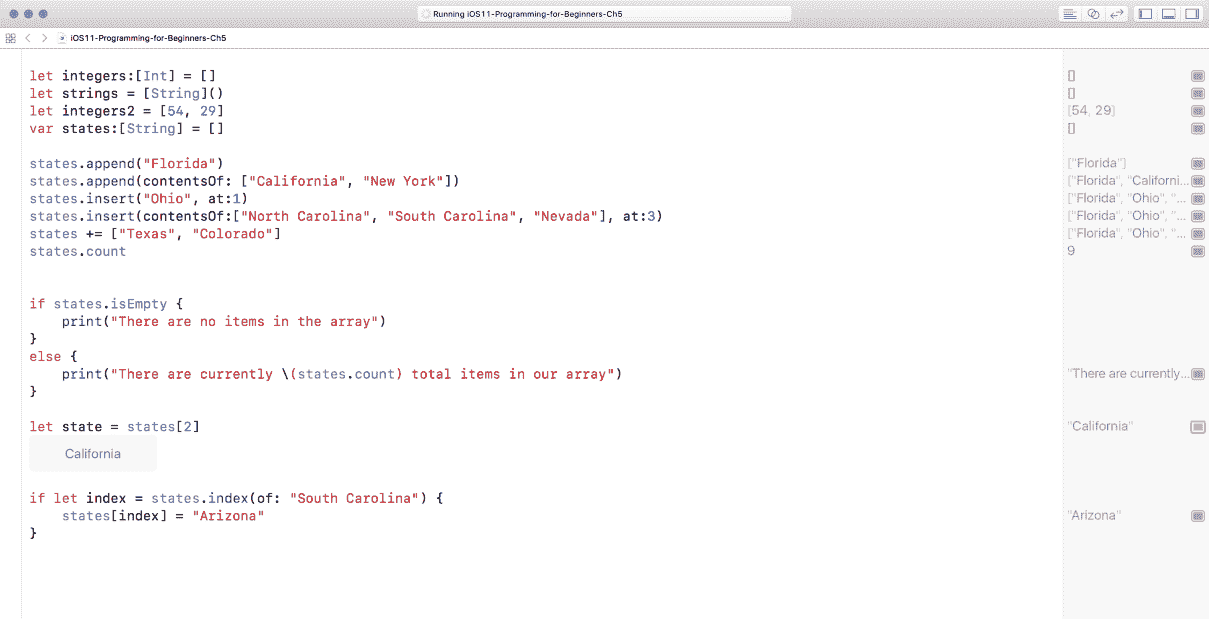 Running iOS11-Programming-for-Beginners-Ch5
iOS11-Programming-for-Beginners-Ch5
let integers:[Int] = []
[]
let strings = [String]()
[]
let integers2 = [54, 29]
[54, 29]
var states:[String] = []
[]
states.append("Florida")
["Florida"]
states.append(contentsOf: ["California", "New York"])
["Florida", "Californi...
states.insert("Ohio", at:1)
["Florida", "Ohio", "...
states.insert(contentsOf:["North Carolina", "South Carolina", "Nevada"], at:3)
["Florida", "Ohio", "...
states += ["Texas", "Colorado"]
["Florida", "Ohio", "...
states.count
9
if states.isEmpty {
    print("There are no items in the array")
}
else {
    print("There are currently \(states.count) total items in our array")
"There are currently...
}
let state = states[2]
"California"
California
if let index = states.index(of: "South Carolina") {
    states[index] = "Arizona"
"Arizona"
}